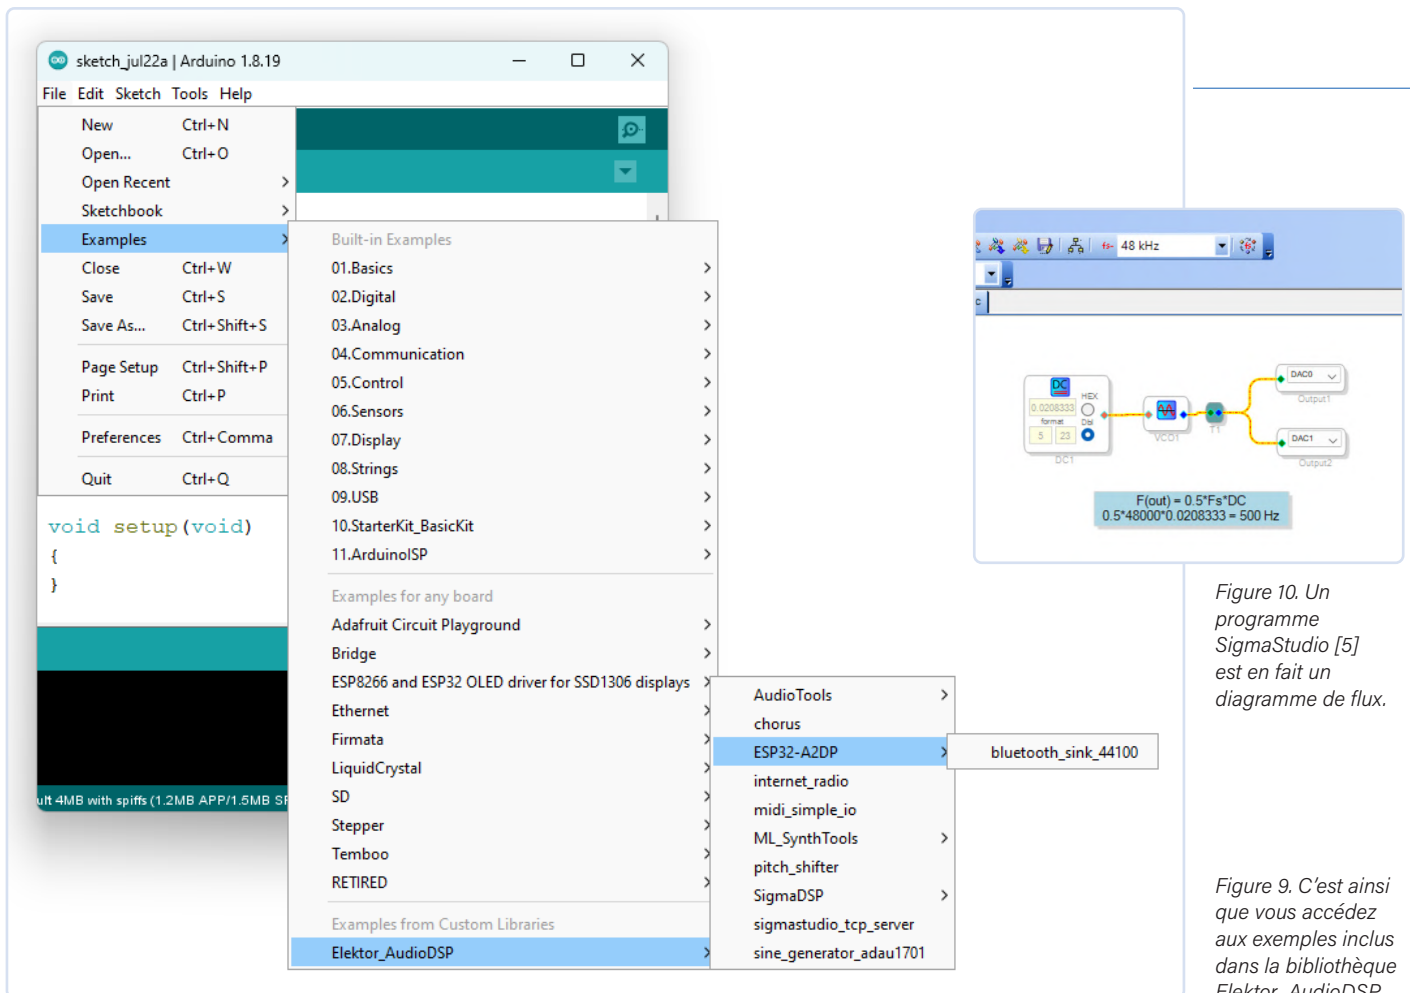 sketch_jul22a | Arduino 1.8.19
File Edit Sketch Tools Help
New Ctrl+N
Open... Ctrl+O
Open Recent
Sketchbook
Examples
Close Ctrl+W
Save Ctrl+S
Save As... Ctrl+Shift+S
Page Setup Ctrl+Shift+P
Print Ctrl+P
Preferences Ctrl+Comma
Quit Ctrl+Q
void setup(void)
{
}
ult 4MB with spiffs (1.2MB APP/1.5MB SF
Built-in Examples
01.Basics
02.Digital
03.Analog
04.Communication
05.Control
06.Sensors
07.Display
08.Strings
09.USB
10.StarterKit_BasicKit
11.ArduinoISP
Examples for any board
Adafruit Circuit Playground
Bridge
ESP8266 and ESP32 OLED driver for SSD1306 displays
Ethernet
Firmata
LiquidCrystal
SD
Stepper
Temboo
RETIRED
Examples from Custom Libraries
Elektor_AudioDSP
AudioTools
chorus
ESP32-A2DP
internet_radio
midi_simple_io
ML_SynthTools
pitch_shifter
SigmaDSP
sigmastudio_tcp_server
sine_generator_adau1701
bluetooth_sink_44100
fs- 48 kHz
c
DC
HEX
0.0208333
format Dbl
5 23
DC1
VCO1
T1
DAC0
Output1
DAC1
Output2
F(out) = 0.5*Fs*DC
0.5*48000*0.0208333 = 500 Hz
Figure 10. Un
programme
SigmaStudio [5]
est en fait un
diagramme de flux.
Figure 9. C'est ainsi
que vous accédez
aux exemples inclus
dans la bibliothèque
Elektor_AudioDSP